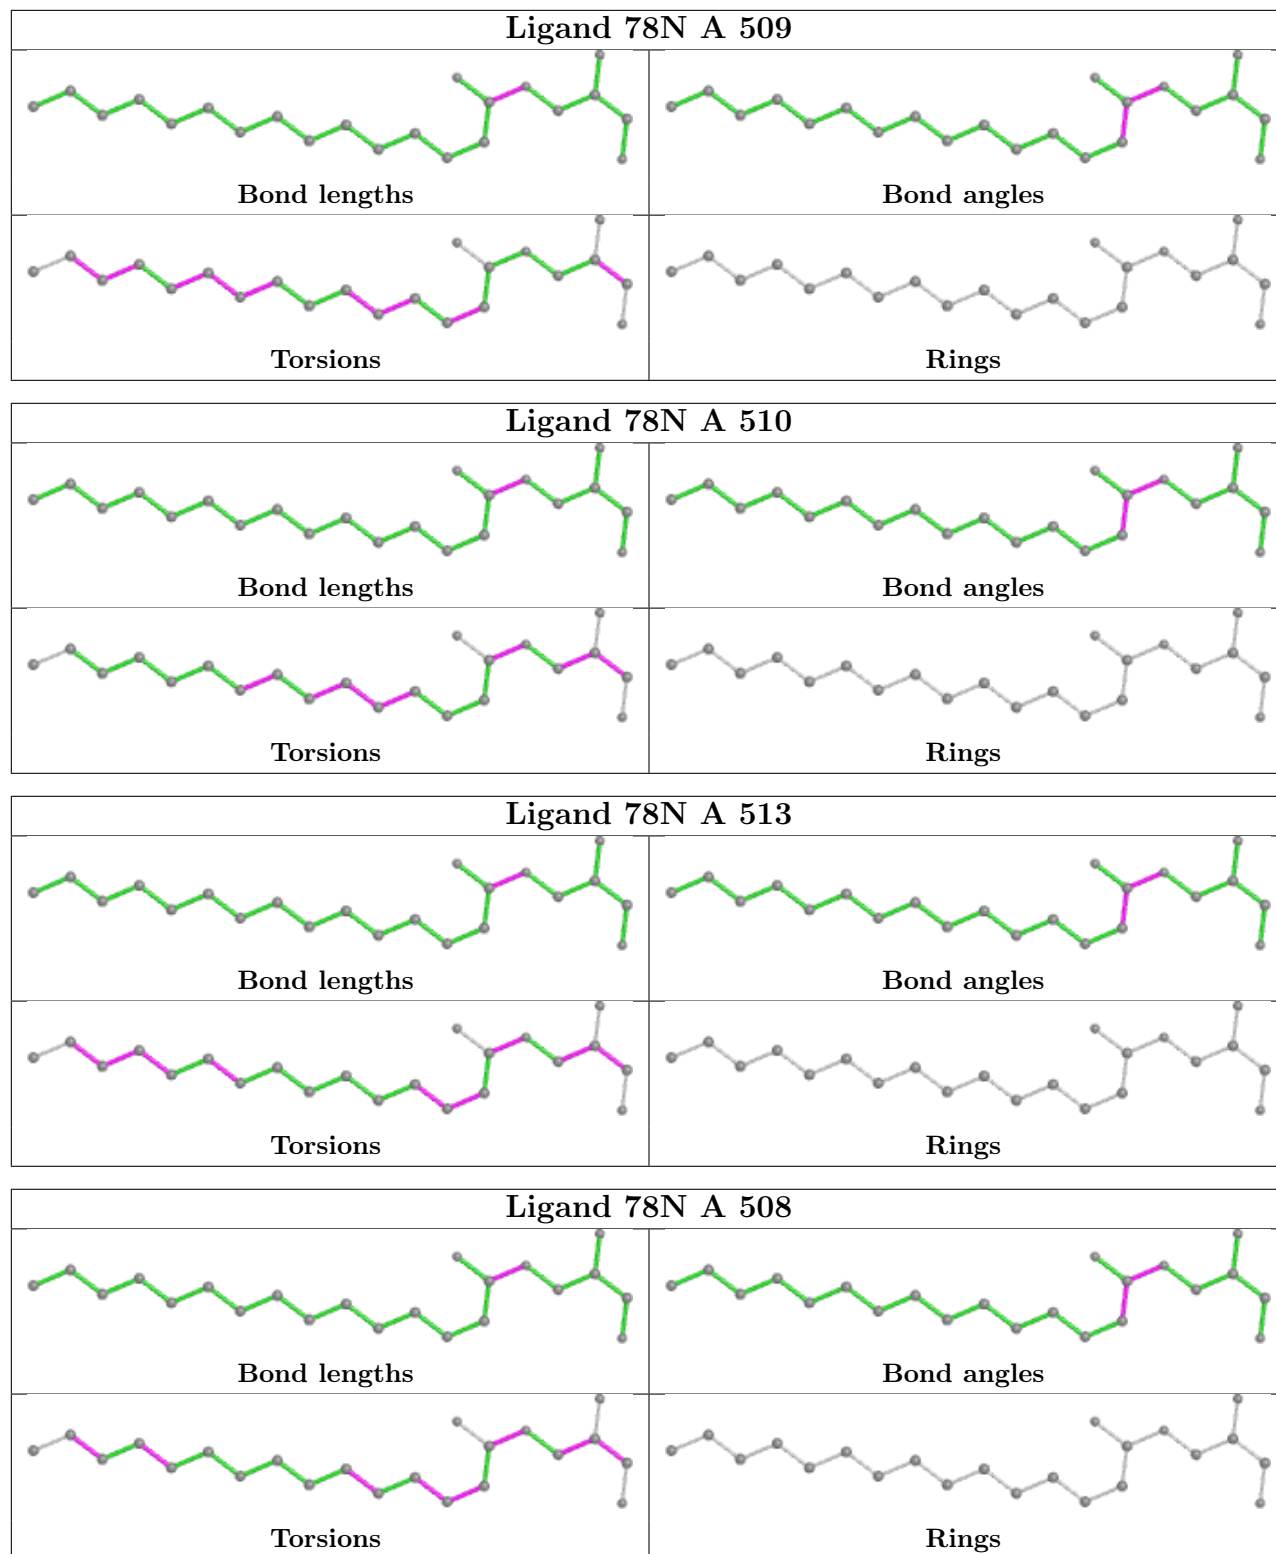 Ligand 78N A 509
Bond lengths
Bond angles
Torsions
Rings
Ligand 78N A 510
Bond lengths
Bond angles
Torsions
Rings
Ligand 78N A 513
Bond lengths
Bond angles
Torsions
Rings
Ligand 78N A 508
Bond lengths
Bond angles
Torsions
Rings